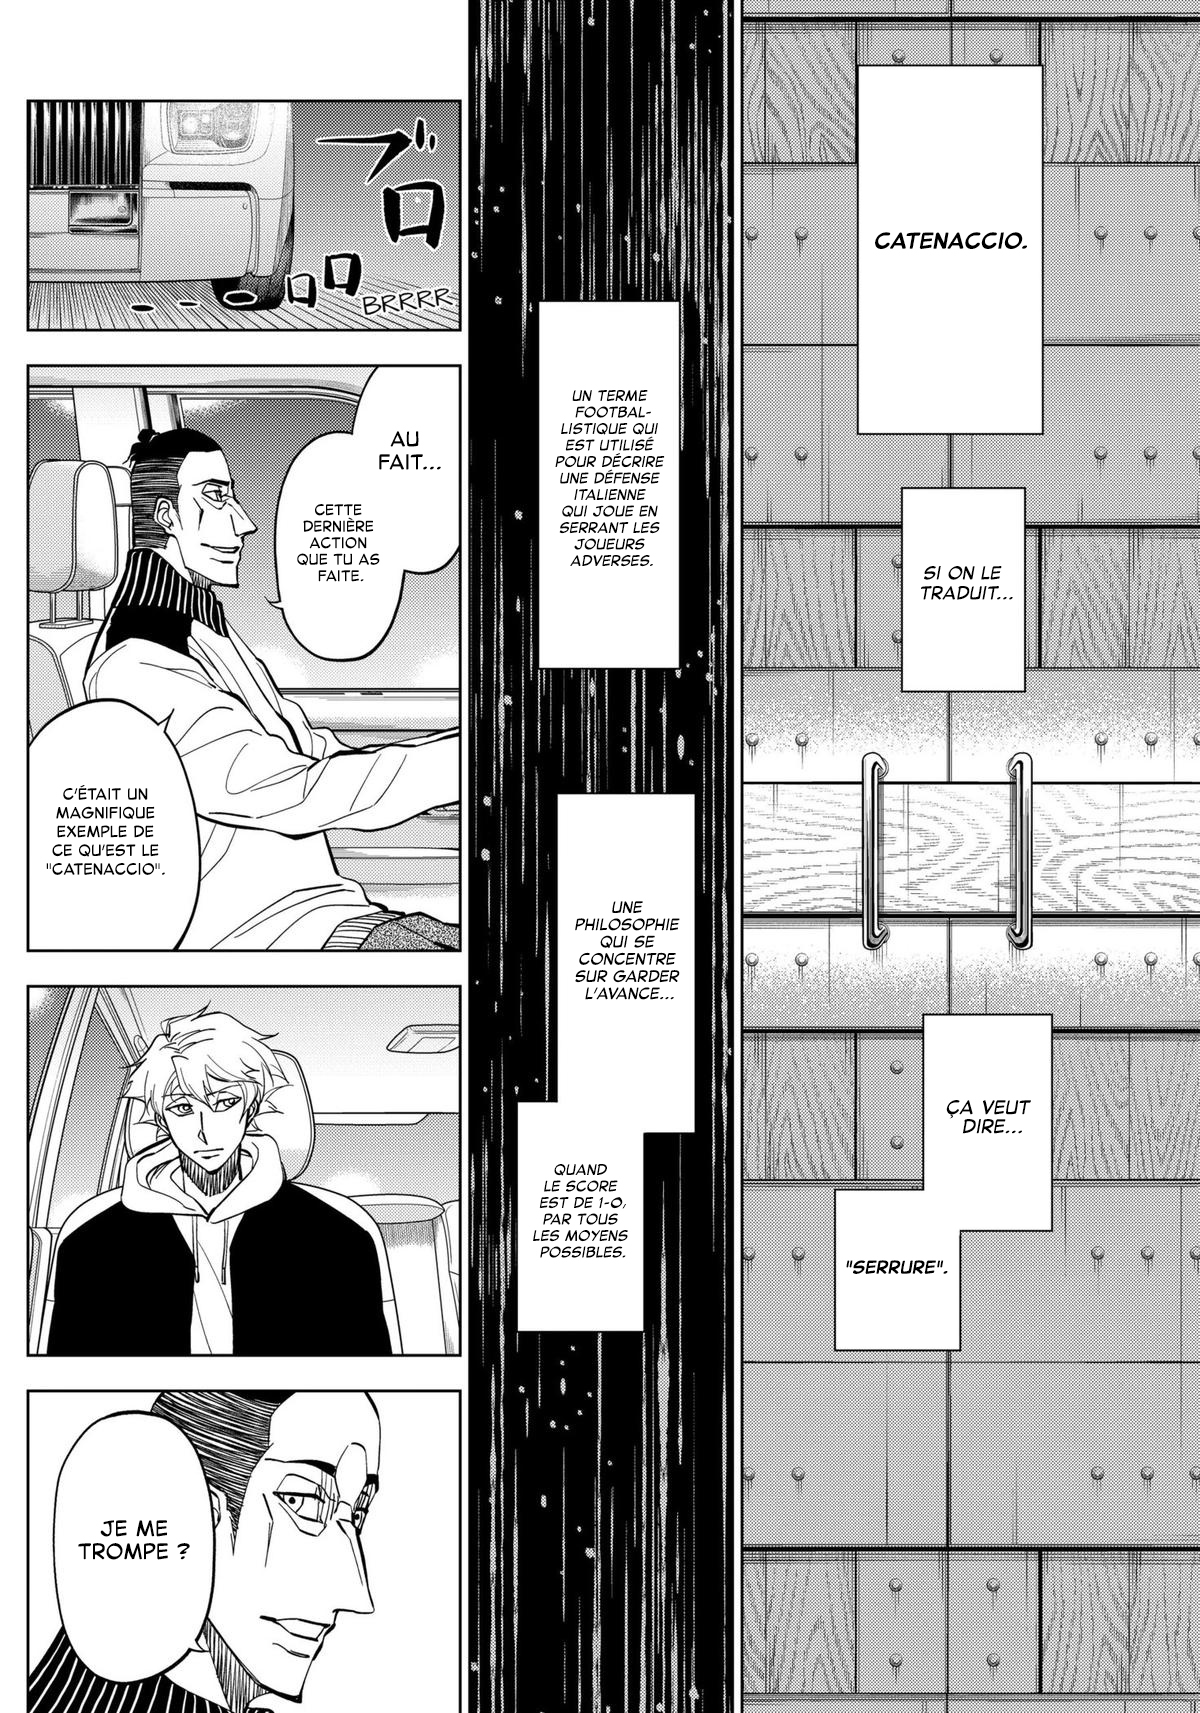 CATENACCIO.
SI ON LE
TRADUIT...
ÇA VEUT
DIRE...
"SERRURE".
UN TERME
FOOTBAL-
LISTIQUE QUI
EST UTILISÉ
POUR DÉCRIRE
UNE DÉFENSE
ITALIENNE
QUI JOUE EN
SERRANT LES
JOUEURS
ADVERSES.
UNE
PHILOSOPHIE
QUI SE
CONCENTRE
SUR GARDER
L'AVANCE...
QUAND
LE SCORE
EST DE 1-0,
PAR TOUS
LES MOYENS
POSSIBLES.
ブロロロ
BRRRR
AU
FAIT...
CETTE
DERNIÈRE
ACTION
QUE TU AS
FAITE.
C'ÉTAIT UN
MAGNIFIQUE
EXEMPLE DE
CE QU'EST LE
"CATENACCIO".
JE ME
TROMPE ?